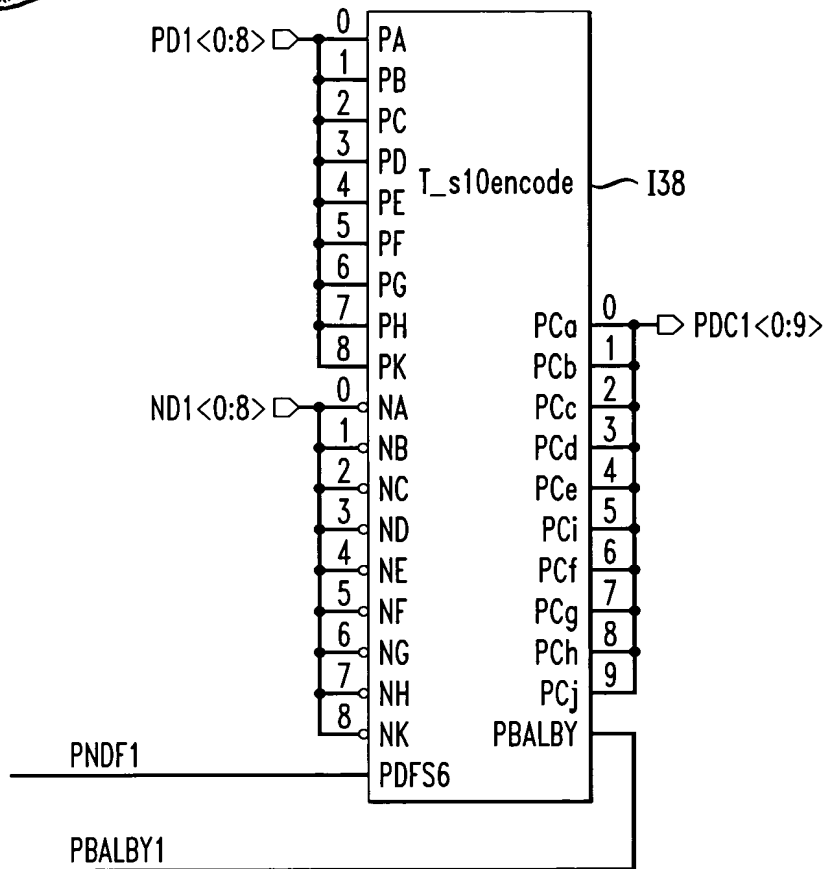 0
PD1<0:8> PA
1
PB
2
PC
3
PD
4
T_s10encode I38
PE
5
PF
6
PG
7 0
PH PCa PDC1<0:9>
8 1
PK PCb
0 2
ND1<0:8> NA PCc
1 3
NB PCd
2 4
NC PCe
3 5
ND PCi
4 6
NE PCf
5 7
NF PCg
6 8
NG PCh
7 9
NH PCj
8
NK PBALBY
PNDF1
PDFS6
PBALBY1